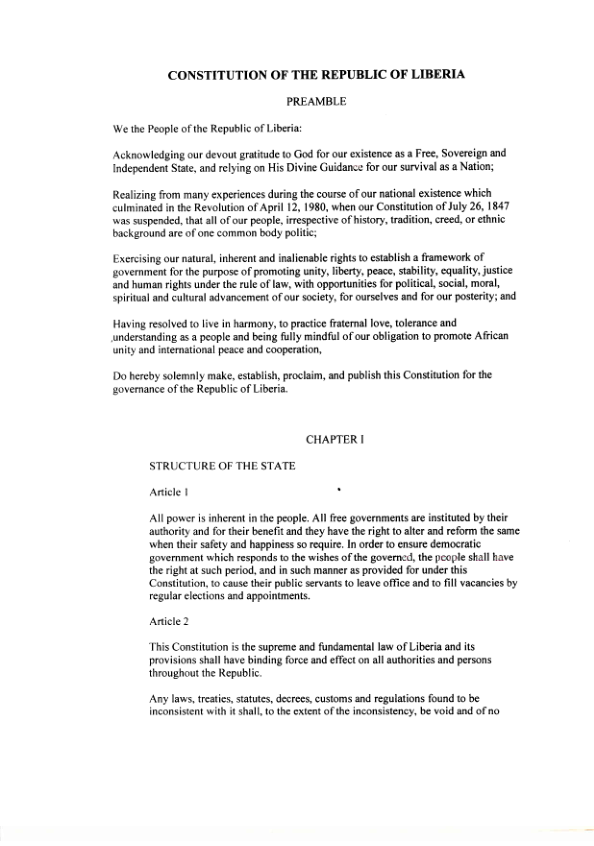 CONSTITUTION OF THE REPUBLIC OF LIBERIA
PREAMBLE
We the People of the Republic of Liberia:
Acknowledging our devout gratitude to God for our existence as a Free, Sovereign and
Independent State, and relying on His Divine Guidance for our survival as a Nation;
Realizing from many experiences during the course of our national existence which
culminated in the Revolution of April 12, 1980, when our Constitution of July 26, 1847
was suspended, that all of our people, irrespective of history, tradition, creed, or ethnic
background are of one common body politic;
Exercising our natural, inherent and inalienable rights to establish a framework of
government for the purpose of promoting unity, liberty, peace, stability, equality, justice
and human rights under the rule of law, with opportunities for political, social, moral,
spiritual and cultural advancement of our society, for ourselves and for our posterity; and
Having resolved to live in harmony, to practice fraternal love, tolerance and
understanding as a people and being fully mindful of our obligation to promote African
unity and international peace and cooperation,
Do hereby solemnly make, establish, proclaim, and publish this Constitution for the
governance of the Republic of Liberia.
CHAPTER I
STRUCTURE OF THE STATE
Article 1
All power is inherent in the people. All free governments are instituted by their
authority and for their benefit and they have the right to alter and reform the same
when their safety and happiness so require. In order to ensure democratic
government which responds to the wishes of the governed, the people shall have
the right at such period, and in such manner as provided for under this
Constitution, to cause their public servants to leave office and to fill vacancies by
regular elections and appointments.
Article 2
This Constitution is the supreme and fundamental law of Liberia and its
provisions shall have binding force and effect on all authorities and persons
throughout the Republic.
Any laws, treaties, statutes, decrees, customs and regulations found to be
inconsistent with it shall, to the extent of the inconsistency, be void and of no